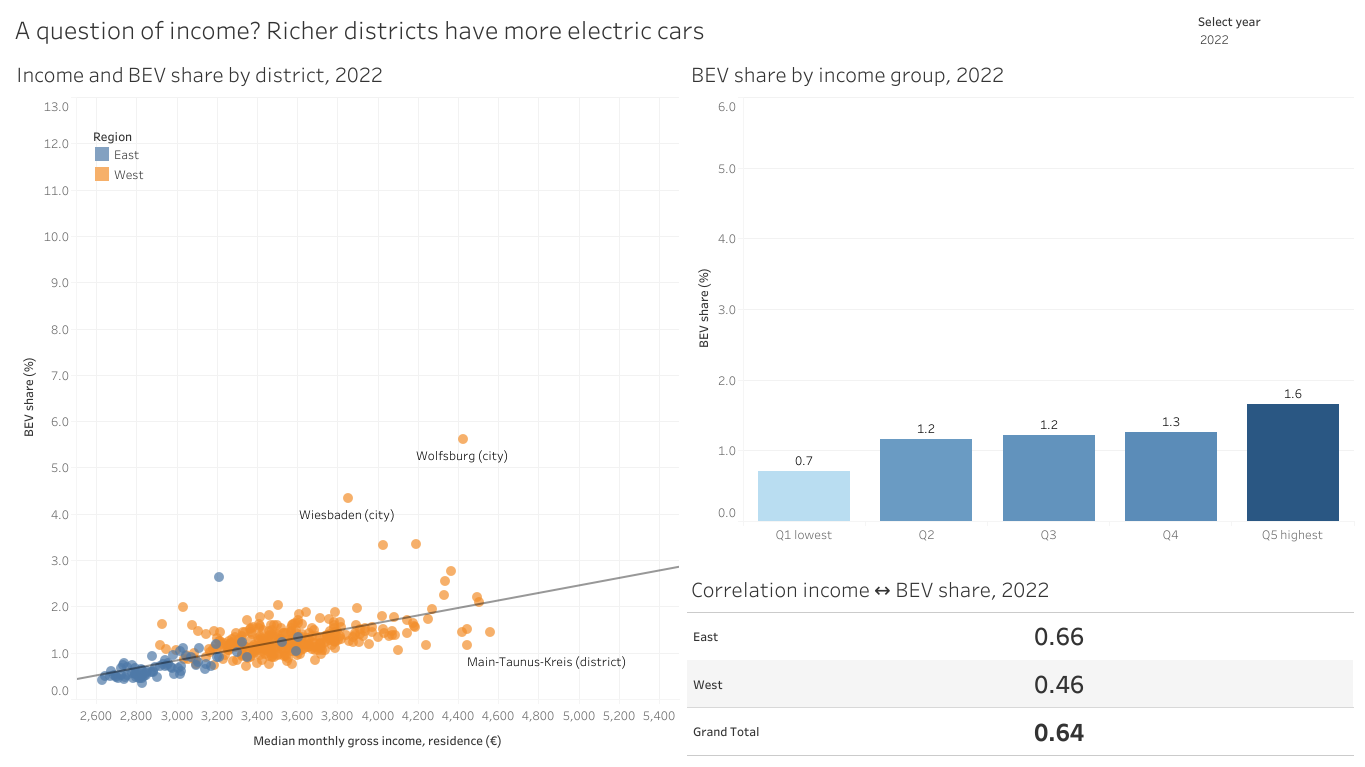 A question of income? Richer districts have more electric cars
Select year
2022
Income and BEV share by district, 2022
13.0
12.0
11.0
10.0
9.0
8.0
7.0
6.0
5.0
4.0
3.0
2.0
1.0
0.0
BEV share (%)
Region
East
West
Wolfsburg (city)
Wiesbaden (city)
Main-Taunus-Kreis (district)
2,600 2,800 3,000 3,200 3,400 3,600 3,800 4,000 4,200 4,400 4,600 4,800 5,000 5,200 5,400
Median monthly gross income, residence (€)
BEV share by income group, 2022
6.0
5.0
4.0
3.0
2.0
1.0
0.0
BEV share (%)
0.7 1.2 1.2 1.3 1.6
Q1 lowest Q2 Q3 Q4 Q5 highest
Correlation income ↔ BEV share, 2022
East 0.66
West 0.46
Grand Total 0.64